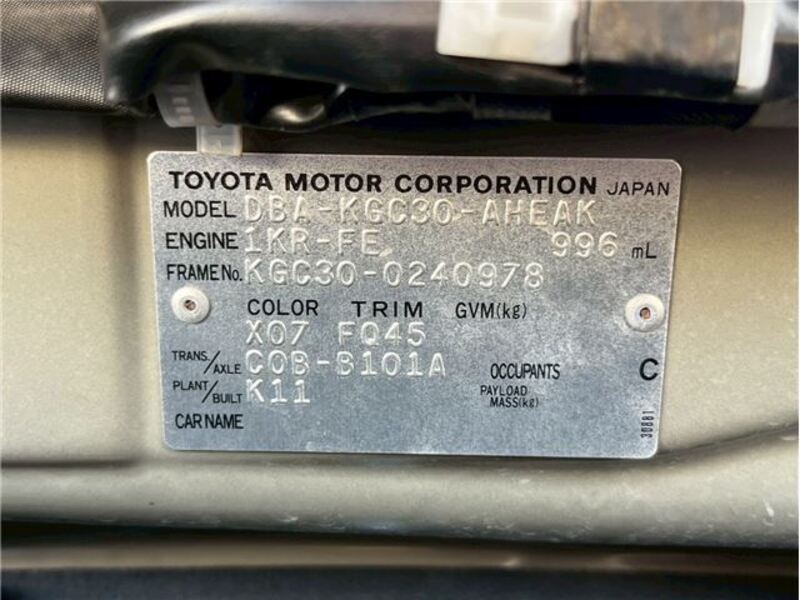 TOYOTA MOTOR CORPORATION JAPAN
MODEL DBA-KGC30-AHEAK
ENGINE 1KR-FE 996 mL
FRAME No. KGC30-0240978
COLOR TRIM GVM(kg)
X07 FQ45
TRANS./AXLE C0B-B101A OCCUPANTS C
PLANT/BUILT K11 PAYLOAD MASS(kg)
CAR NAME
30881